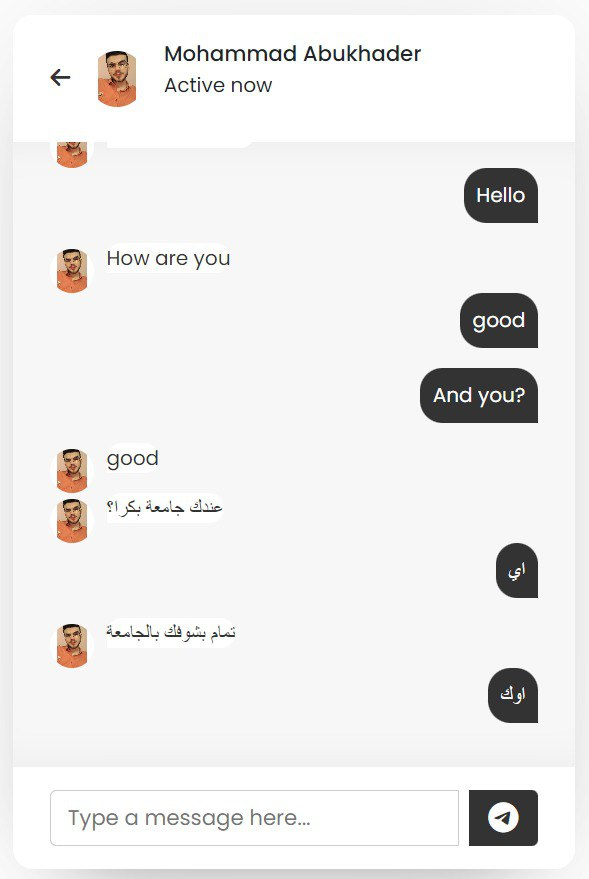 Mohammad Abukhader
Active now
Hello
How are you
good
And you?
good
عندك جامعة بكرا؟
اي
تمام بشوفك بالجامعة
اوك
Type a message here...